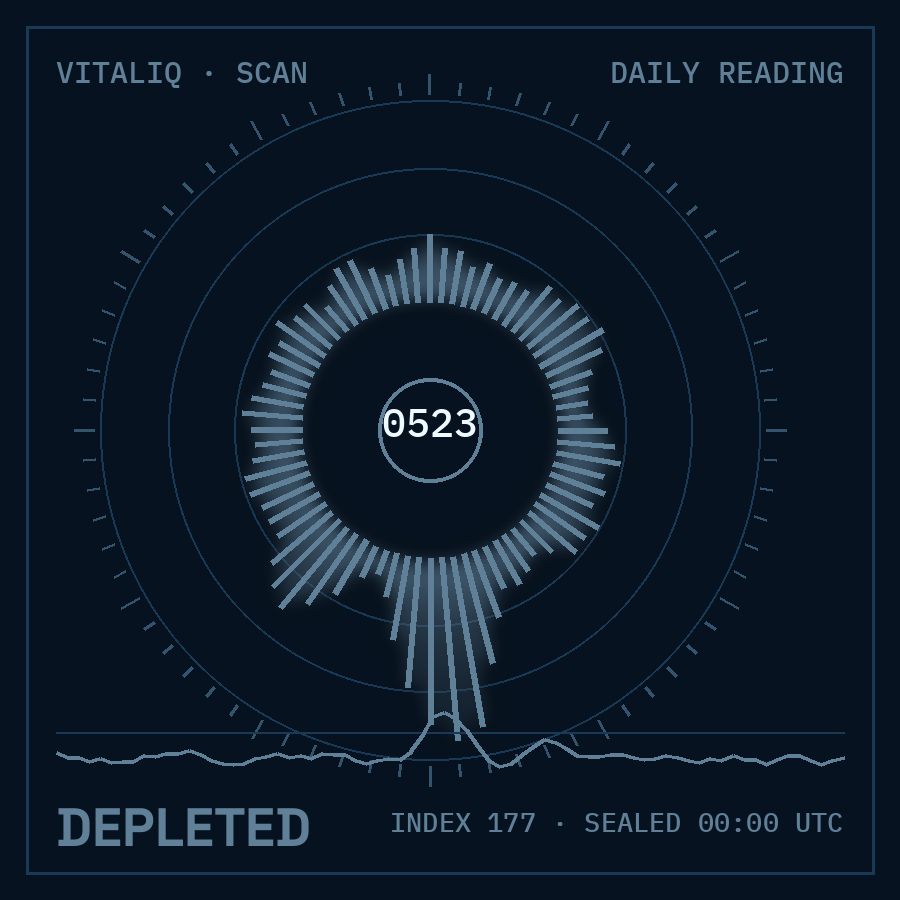 VITALIQ · SCAN
DAILY READING
0523
DEPLETED
INDEX 177 · SEALED 00:00 UTC